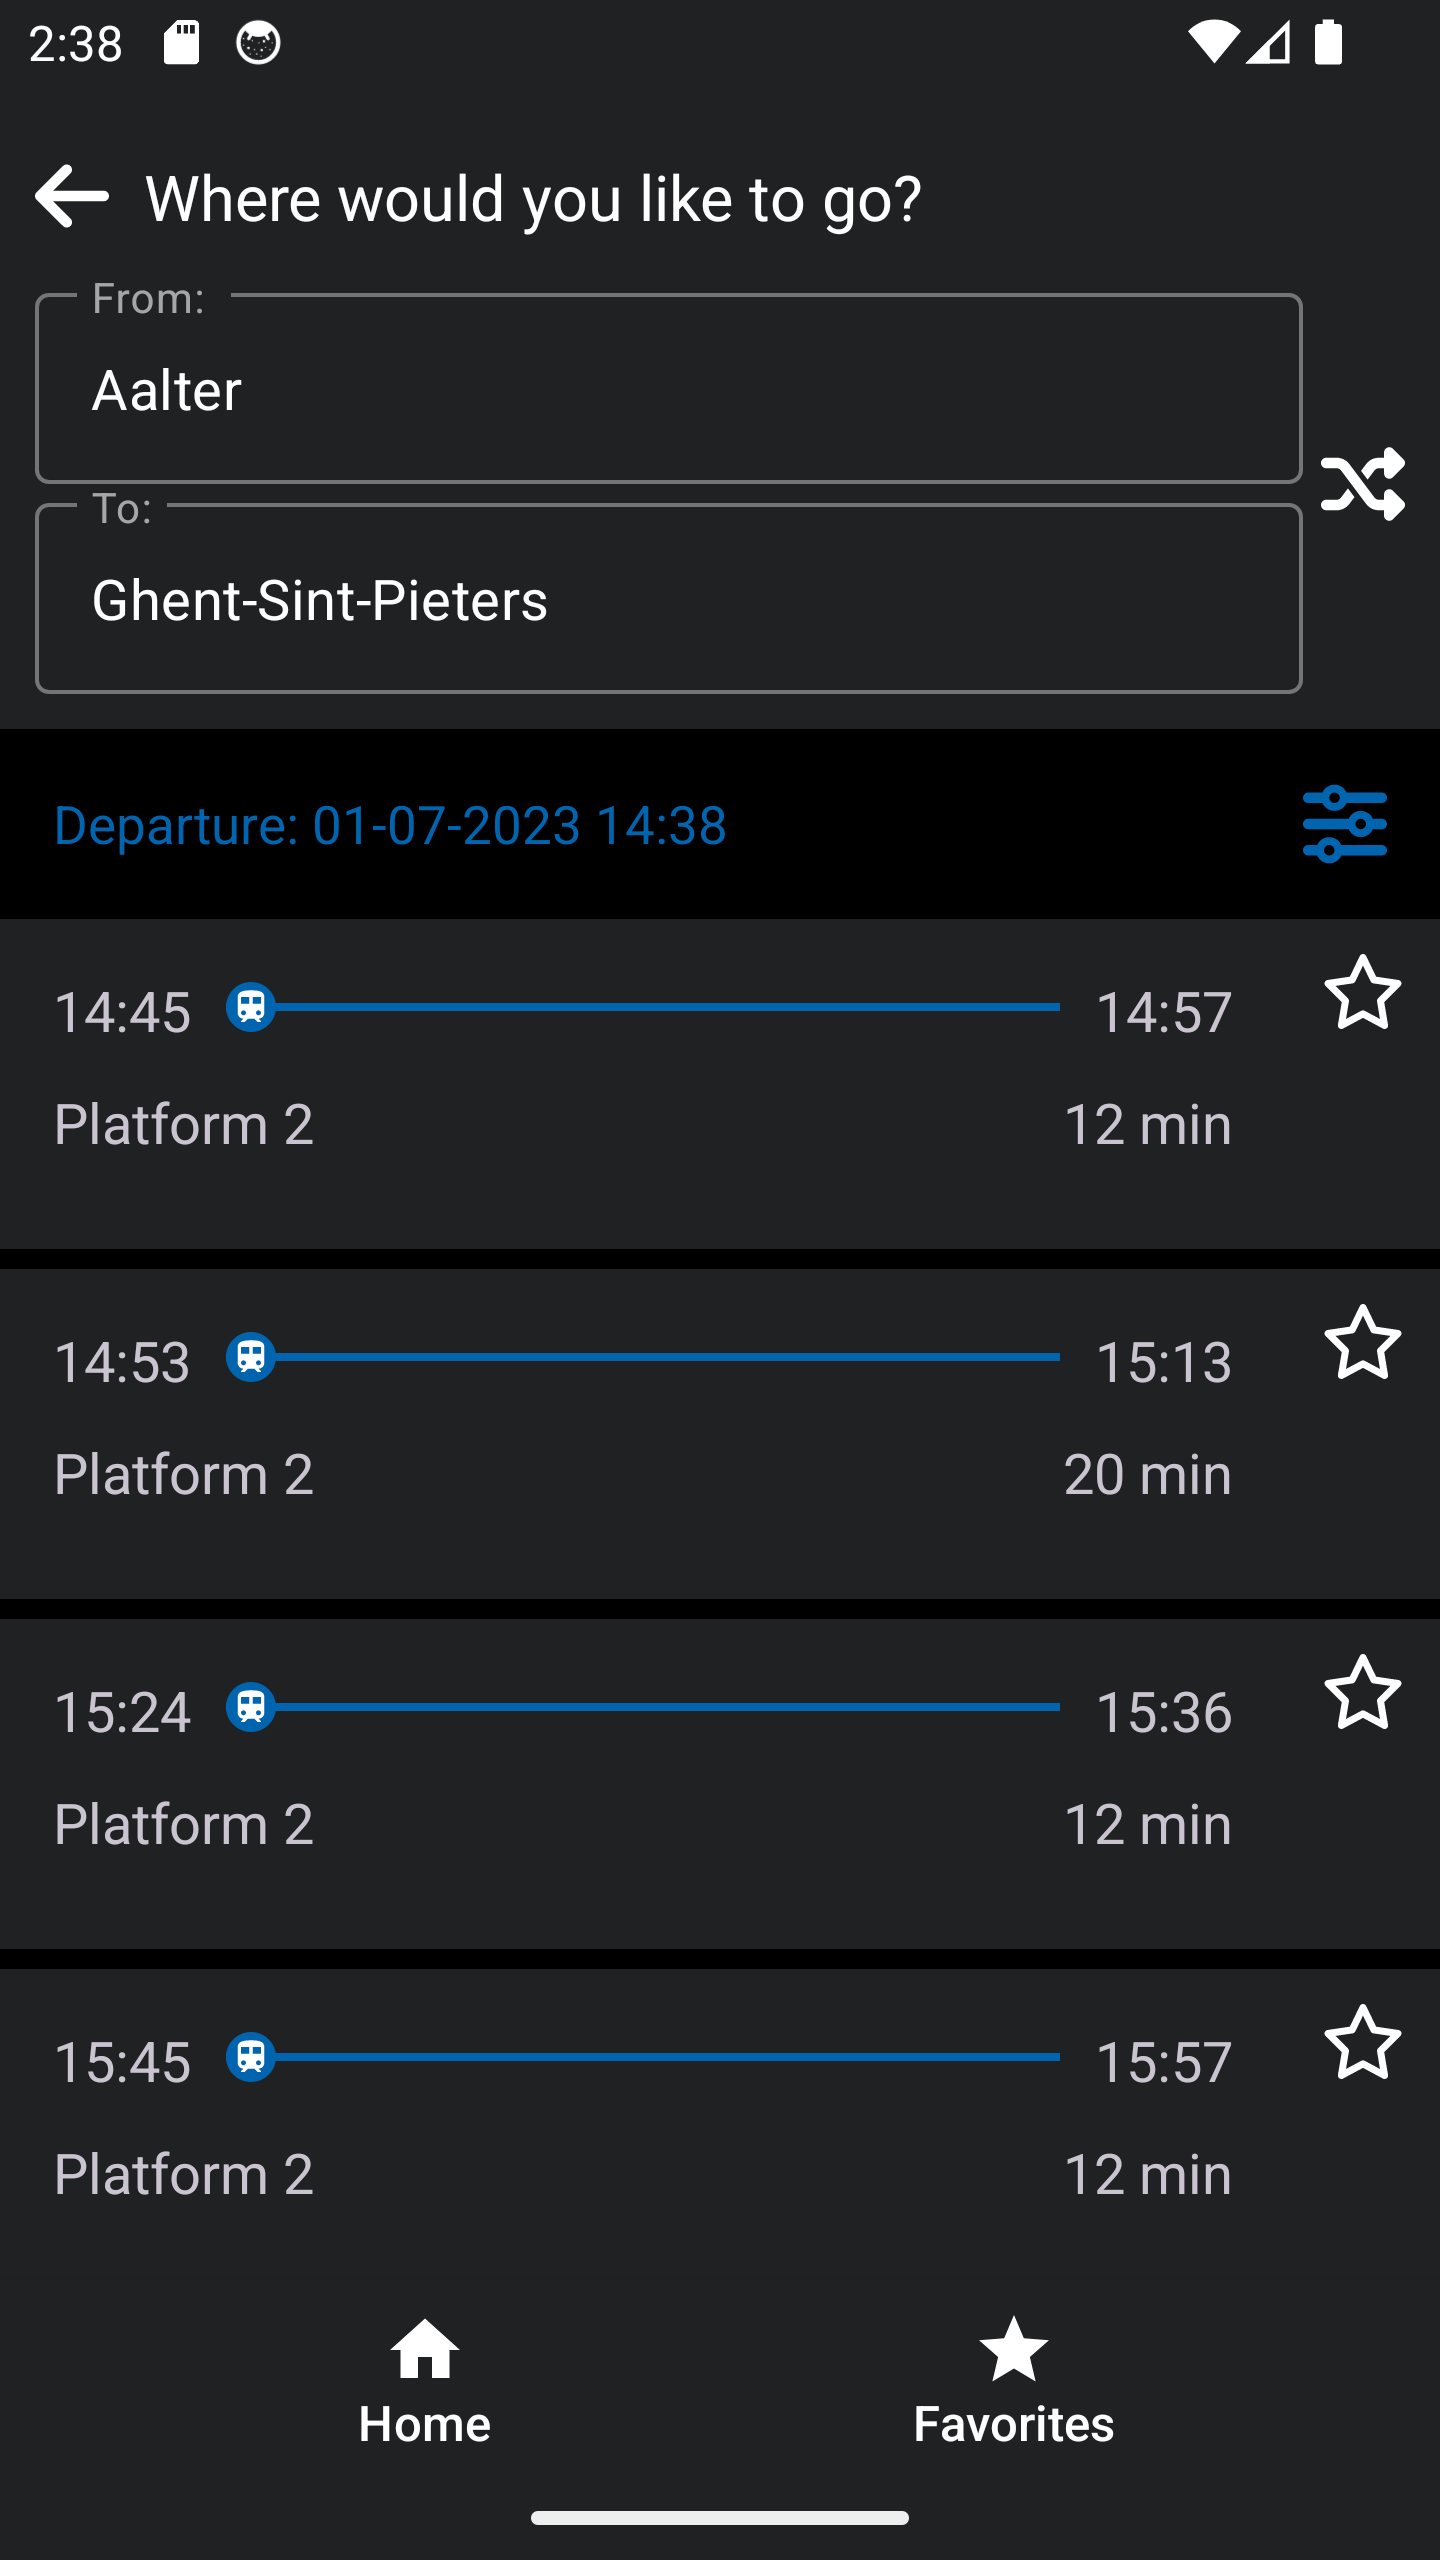 2:38
Where would you like to go?
From:
Aalter
To:
Ghent-Sint-Pieters
Departure: 01-07-2023 14:38
14:45 14:57
Platform 2 12 min
14:53 15:13
Platform 2 20 min
15:24 15:36
Platform 2 12 min
15:45 15:57
Platform 2 12 min
Home Favorites